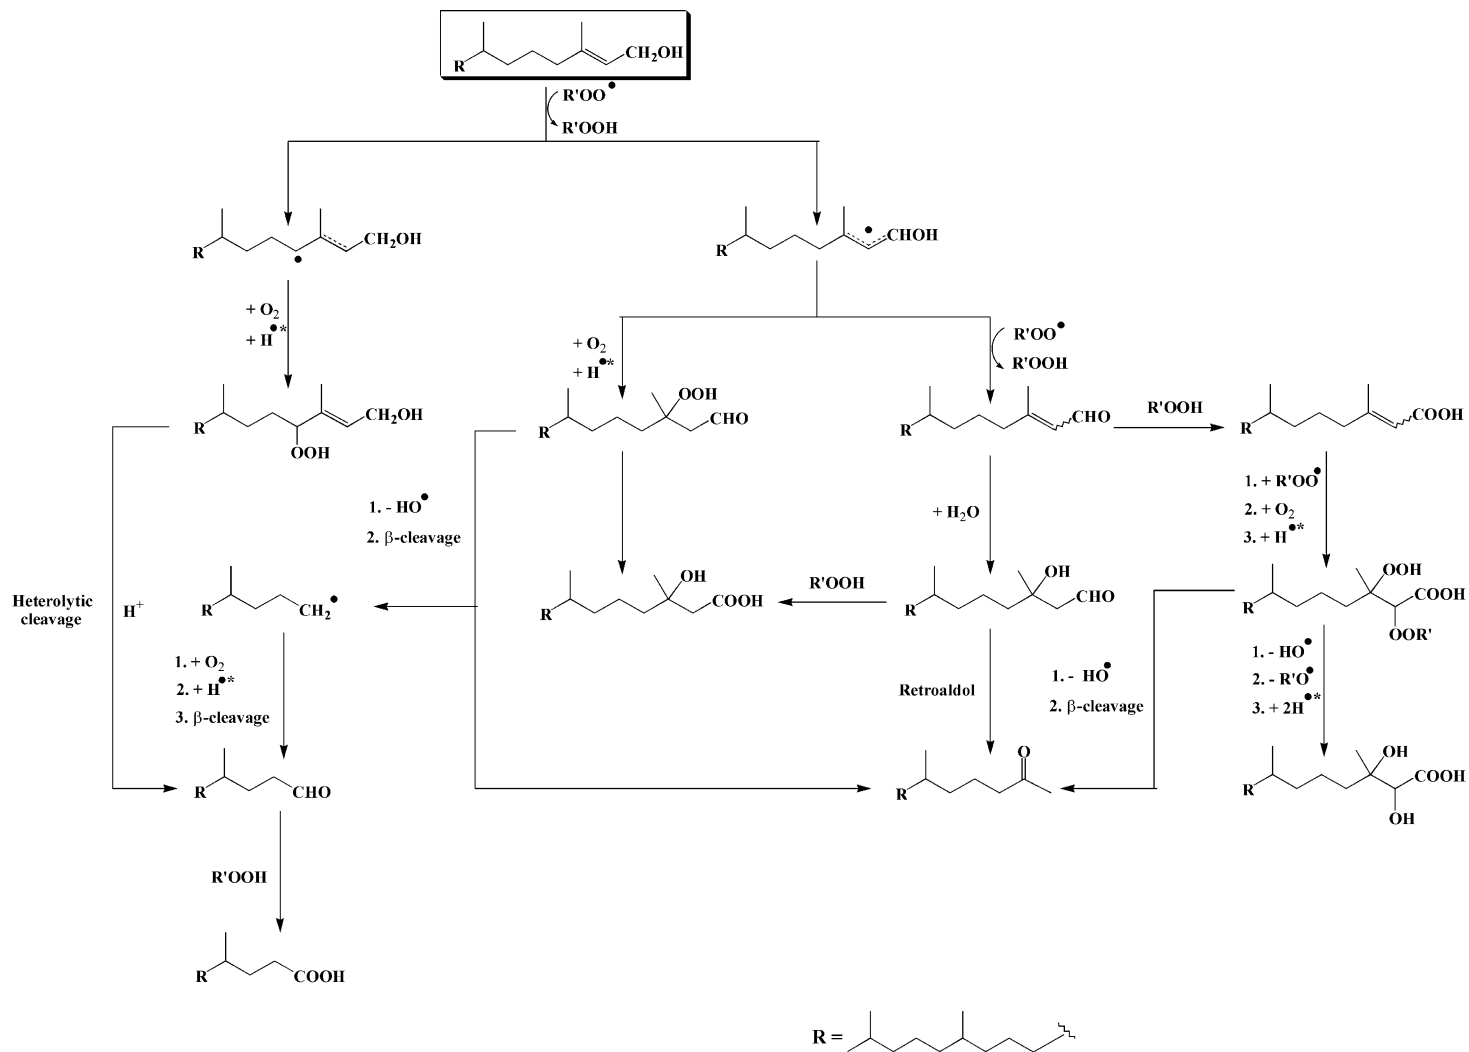 R
CH₂OH
R'OO•
R'OOH
R
CH₂OH
•
R
•
CHOH
+ O₂
+ H•*
+ O₂
+ H•*
R'OO•
R'OOH
R
OOH
CH₂OH
R
OOH
CHO
R
CHO
R'OOH
R
COOH
1. - HO•
2. β-cleavage
+ H₂O
1. + R'OO•
2. + O₂
3. + H•*
Heterolytic
cleavage
H⁺
R
CH₂•
R
OH
COOH
R'OOH
R
OH
CHO
R
OOH
COOH
OOR'
1. + O₂
2. + H•*
3. β-cleavage
Retroaldol
1. - HO•
2. β-cleavage
1. - HO•
2. - R'O•
3. + 2H•*
R
CHO
R
O
R
OH
COOH
OH
R'OOH
R
COOH
R =